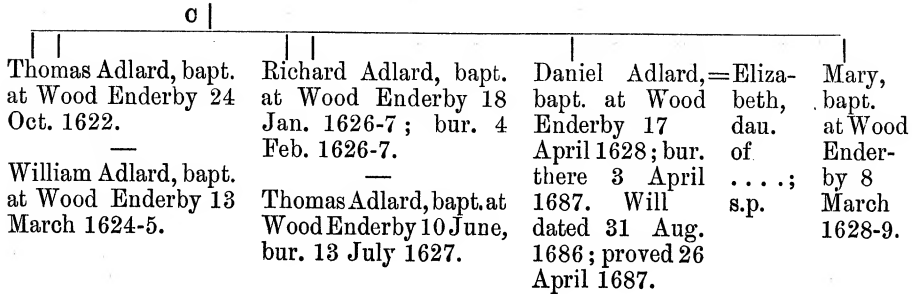 C
Thomas Adlard, bapt.
at Wood Enderby 24
Oct. 1622.
William Adlard, bapt.
at Wood Enderby 13
March 1624-5.
Richard Adlard, bapt.
at Wood Enderby 18
Jan. 1626-7 ; bur. 4
Feb. 1626-7.
Thomas Adlard, bapt. at
Wood Enderby 10 June,
bur. 13 July 1627.
Daniel Adlard,=
bapt. at Wood
Enderby 17
April 1628 ; bur.
there 3 April
1687. Will
dated 31 Aug.
1686 ; proved 26
April 1687.
Eliza-
beth,
dau.
of
. . . . ;
s.p.
Mary,
bapt.
at Wood
Ender-
by 8
March
1628-9.